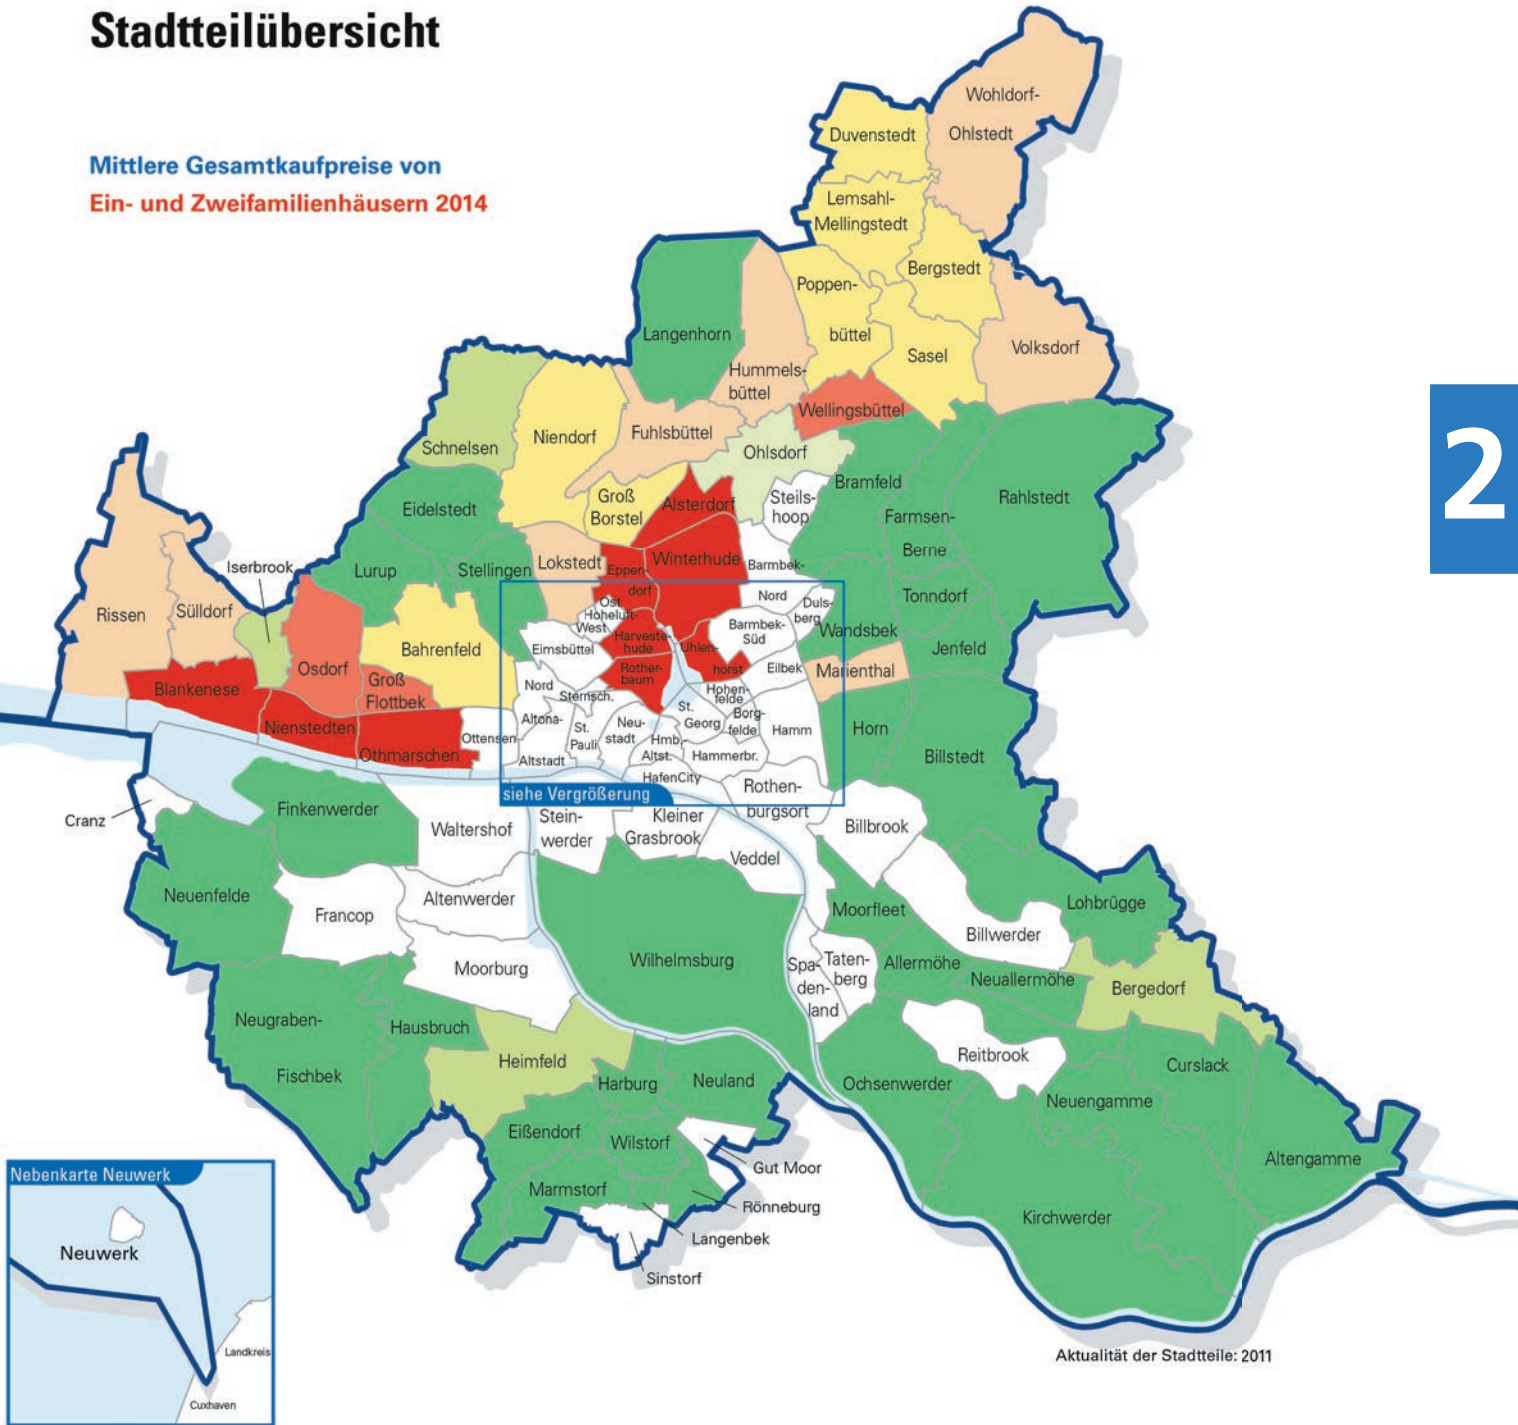 Stadtteilübersicht
Mittlere Gesamtkaufpreise von
Ein- und Zweifamilienhäusern 2014
2
Wohldorf-
Ohlstedt
Duvenstedt
Lemsahl-
Mellingstedt
Bergstedt
Poppen-
büttel
Sasel
Volksdorf
Langenhorn
Hummels-
büttel
Wellingsbüttel
Schnelsen
Niendorf
Fuhlsbüttel
Ohlsdorf
Bramfeld
Rahlstedt
Eidelstedt
Groß
Borstel
Alsterdorf
Steils-
hoop
Farmsen-
Berne
Iserbrook
Lurup
Stellingen
Lokstedt
Eppen-
dorf
Winterhude
Barmbek-
Nord
Duls-
berg
Tonndorf
Rissen
Sülldorf
Ost
Hoheluft-
West
Barmbek-
Süd
Wandsbek
Bahrenfeld
Eimsbüttel
Harveste-
hude
Uhlen-
horst
Jenfeld
Osdorf
Groß
Flottbek
Rother-
baum
Eilbek
Marienthal
Blankenese
Nord
Sternsch.
Hohen-
felde
Nienstedten
Othmarschen
Ottensen
Altona-
Altstadt
St.
Pauli
Neu-
stadt
St.
Georg
Borg-
felde
Hamm
Horn
Billstedt
Hmb.-
Altst.
Hammerbr.
HafenCity
siehe Vergrößerung
Rothen-
burgsort
Cranz
Finkenwerder
Waltershof
Stein-
werder
Kleiner
Grasbrook
Billbrook
Veddel
Neuenfelde
Francop
Altenwerder
Moorfleet
Lohbrügge
Billwerder
Moorburg
Wilhelmsburg
Spa-
den-
land
Taten-
berg
Allermöhe
Neuallermöhe
Bergedorf
Neugraben-
Fischbek
Hausbruch
Heimfeld
Reitbrook
Curslack
Harburg
Neuland
Ochsenwerder
Neuengamme
Eißendorf
Wilstorf
Altengamme
Gut Moor
Marmstorf
Rönneburg
Langenbek
Kirchwerder
Sinstorf
Nebenkarte Neuwerk
Neuwerk
Landkreis
Cuxhaven
Aktualität der Stadtteile: 2011